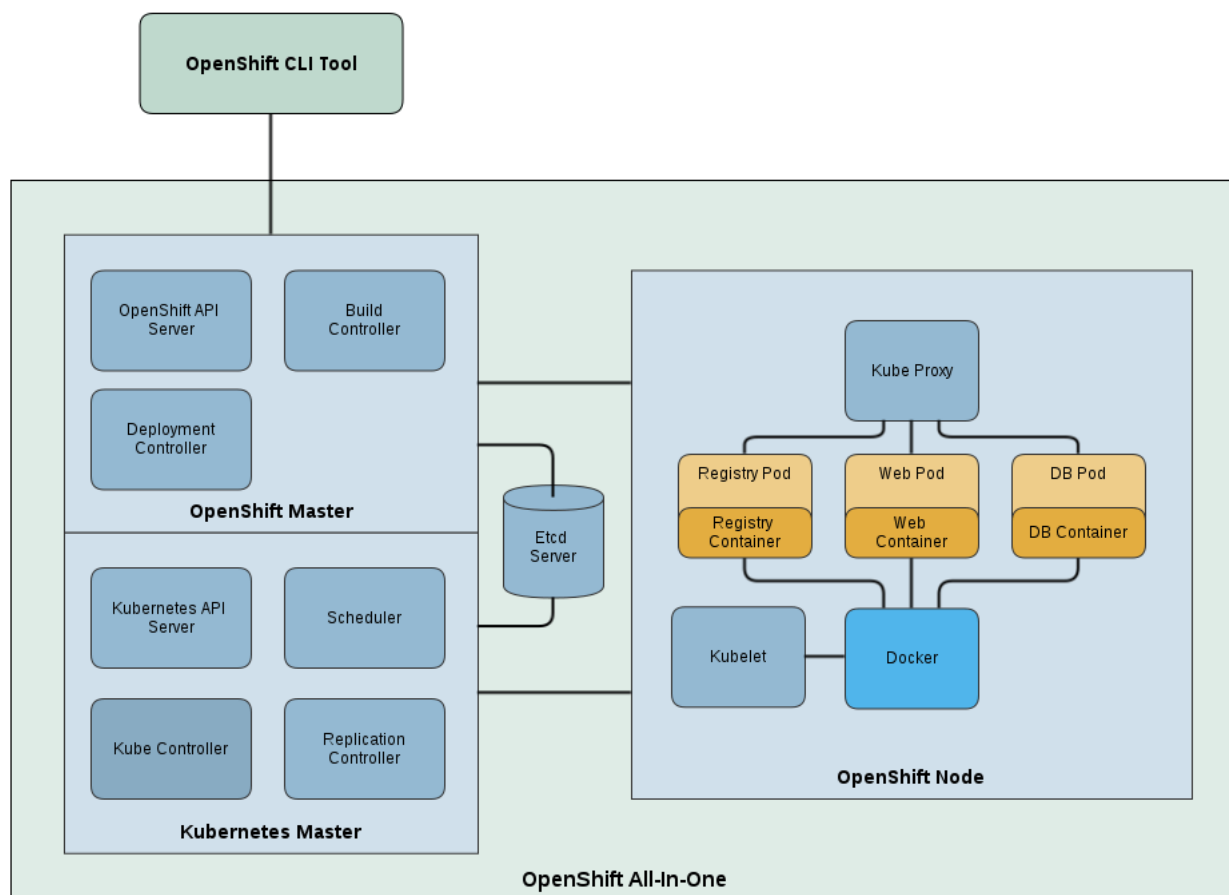 OpenShift CLI Tool
OpenShift API
Server
Build
Controller
Deployment
Controller
OpenShift Master
Kubernetes API
Server
Scheduler
Kube Controller
Replication
Controller
Kubernetes Master
Etcd
Server
Kube Proxy
Registry Pod
Registry
Container
Web Pod
Web
Container
DB Pod
DB Container
Kubelet
Docker
OpenShift Node
OpenShift All-In-One